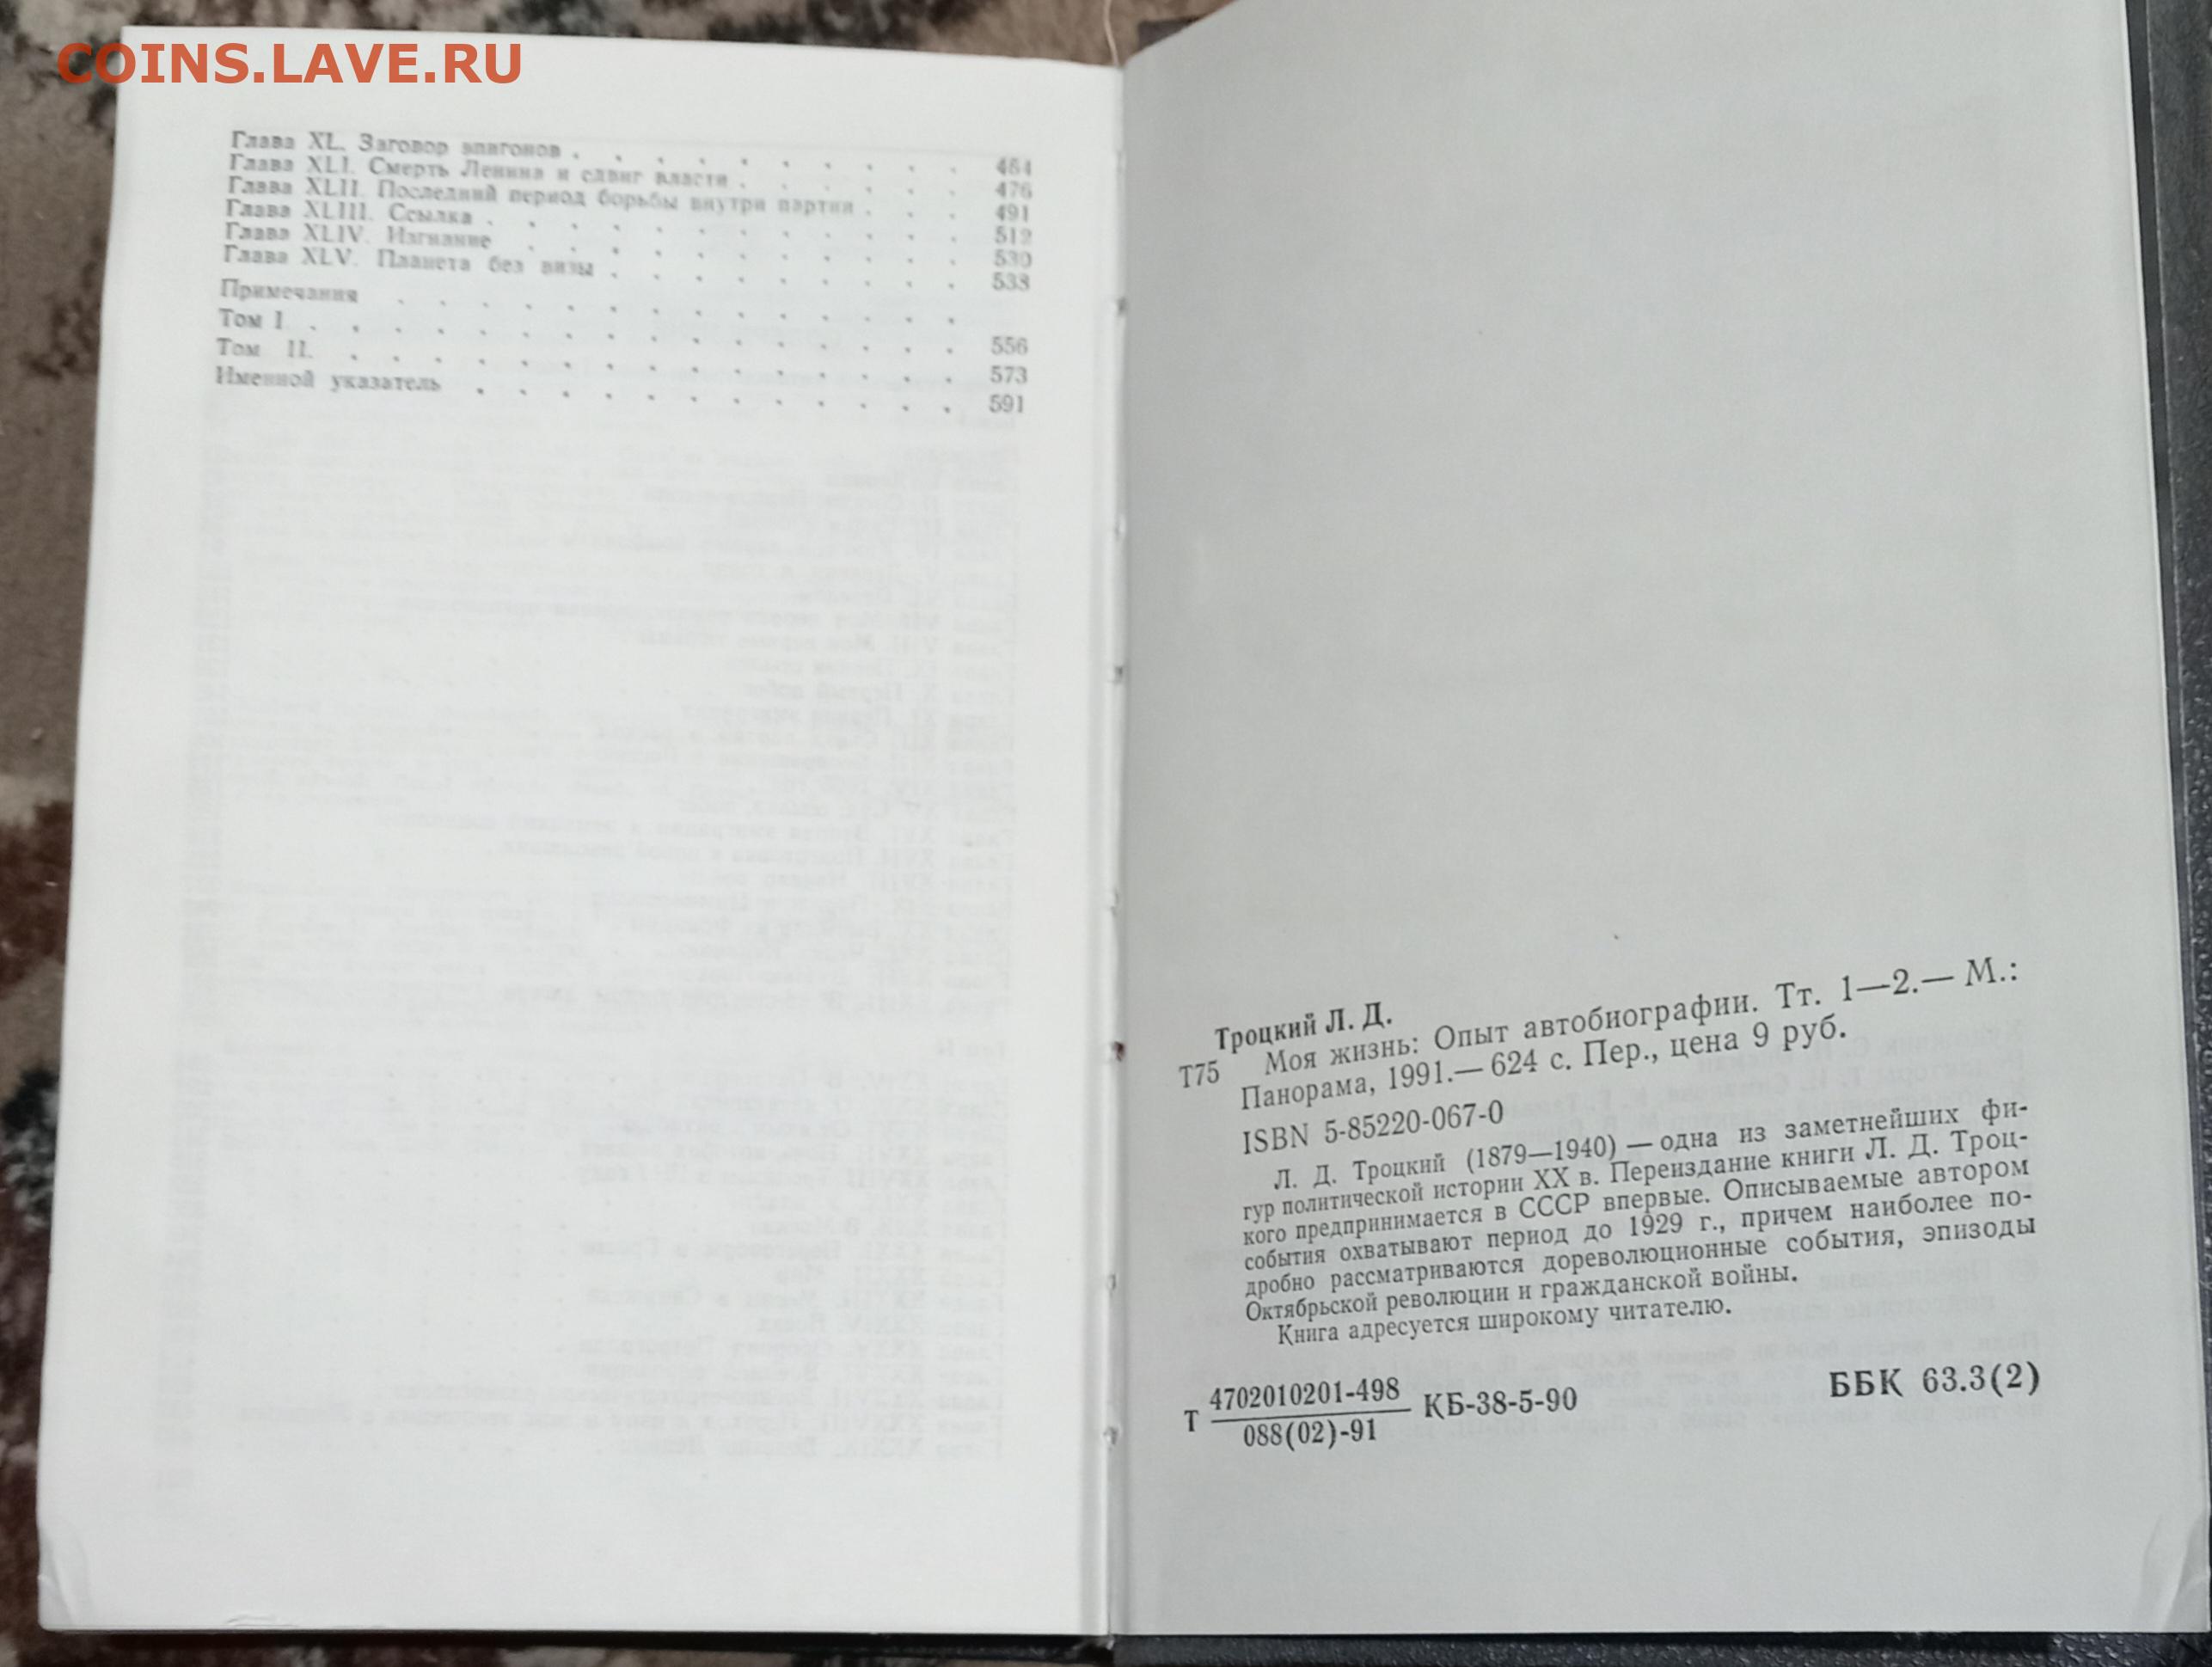 COINS.LAVE.RU
Глава XL. Заговор эпигонов . . . . . . . . . . 464
Глава XLI. Смерть Ленина и сдвиг власти . . . . . . 476
Глава XLII. Последний период борьбы внутри партии . . . 491
Глава XLIII. Ссылка . . . . . . . . . . . . 512
Глава XLIV. Изгнание . . . . . . . . . . . 530
Глава XLV. Планета без визы . . . . . . . . . 538
Примечания . . . . . . . . . . . . . .
Том I . . . . . . . . . . . . . . . . 556
Том II. . . . . . . . . . . . . . . . 573
Именной указатель . . . . . . . . . . . . 591
Троцкий Л. Д.
Т75 Моя жизнь: Опыт автобиографии. Тт. 1—2.— М.:
Панорама, 1991.— 624 с. Пер., цена 9 руб.
ISBN 5-85220-067-0
Л. Д. Троцкий (1879—1940) — одна из заметнейших фи-
гур политической истории XX в. Переиздание книги Л. Д. Троц-
кого предпринимается в СССР впервые. Описываемые автором
события охватывают период до 1929 г., причем наиболее по-
дробно рассматриваются дореволюционные события, эпизоды
Октябрьской революции и гражданской войны.
Книга адресуется широкому читателю.
Т 4702010201-498 КБ-38-5-90 ББК 63.3(2)
088(02)-91